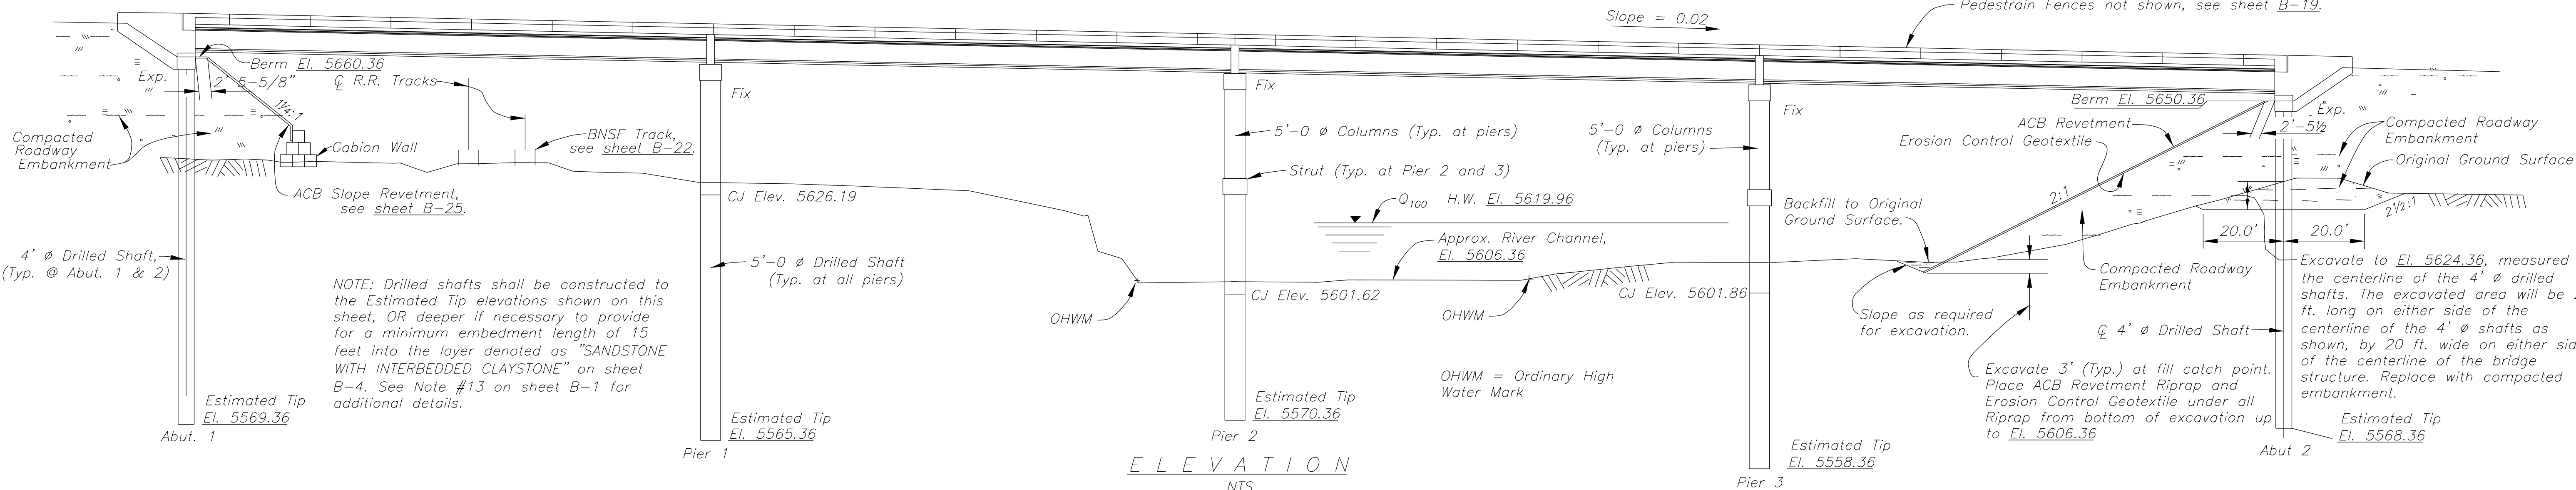 Pedestrain Fences not shown, see sheet B-19.
Slope = 0.02
Berm El. 5660.36
Exp.
2' 5-5/8"
℄ R.R. Tracks
1¼:1
Compacted
Roadway
Embankment
Gabion Wall
BNSF Track,
see sheet B-22.
ACB Slope Revetment,
see sheet B-25.
4' ø Drilled Shaft,
(Typ. @ Abut. 1 & 2)
NOTE: Drilled shafts shall be constructed to
the Estimated Tip elevations shown on this
sheet, OR deeper if necessary to provide
for a minimum embedment length of 15
feet into the layer denoted as "SANDSTONE
WITH INTERBEDDED CLAYSTONE" on sheet
B-4. See Note #13 on sheet B-1 for
additional details.
Estimated Tip
El. 5569.36
Abut. 1
Fix
CJ Elev. 5626.19
5'-0 ø Drilled Shaft
(Typ. at all piers)
Estimated Tip
El. 5565.36
Pier 1
OHWM
Fix
5'-0 ø Columns (Typ. at piers)
Strut (Typ. at Pier 2 and 3)
Q100 H.W. El. 5619.96
Approx. River Channel,
El. 5606.36
CJ Elev. 5601.62
OHWM
OHWM = Ordinary High
Water Mark
Estimated Tip
El. 5570.36
Pier 2
ELEVATION
NTS
Fix
5'-0 ø Columns
(Typ. at piers)
CJ Elev. 5601.86
Estimated Tip
El. 5558.36
Pier 3
Berm El. 5650.36
ACB Revetment
Erosion Control Geotextile
2:1
Backfill to Original
Ground Surface.
Slope as required
for excavation.
Compacted Roadway
Embankment
Excavate 3' (Typ.) at fill catch point.
Place ACB Revetment Riprap and
Erosion Control Geotextile under all
Riprap from bottom of excavation up
to El. 5606.36
Exp.
2'-5½
Compacted Roadway
Embankment
Original Ground Surface
2½:1
20.0'
20.0'
℄ 4' ø Drilled Shaft
Excavate to El. 5624.36, measured
the centerline of the 4' ø drilled
shafts. The excavated area will be
ft. long on either side of the
centerline of the 4' ø shafts as
shown, by 20 ft. wide on either sid
of the centerline of the bridge
structure. Replace with compacted
embankment.
Estimated Tip
El. 5568.36
Abut 2